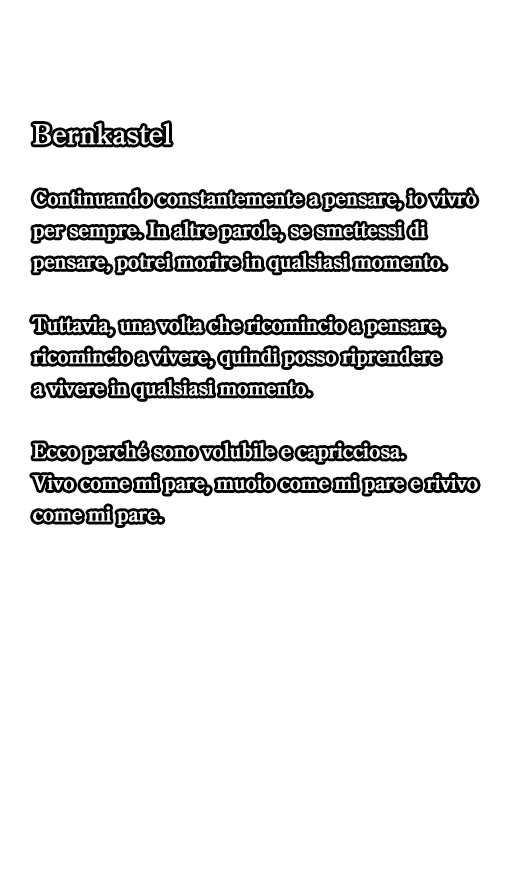 Bernkastel
Continuando constantemente a pensare, io vivrò
per sempre. In altre parole, se smettessi di
pensare, potrei morire in qualsiasi momento.
Tuttavia, una volta che ricomincio a pensare,
ricomincio a vivere, quindi posso riprendere
a vivere in qualsiasi momento.
Ecco perché sono volubile e capricciosa.
Vivo come mi pare, muoio come mi pare e rivivo
come mi pare.